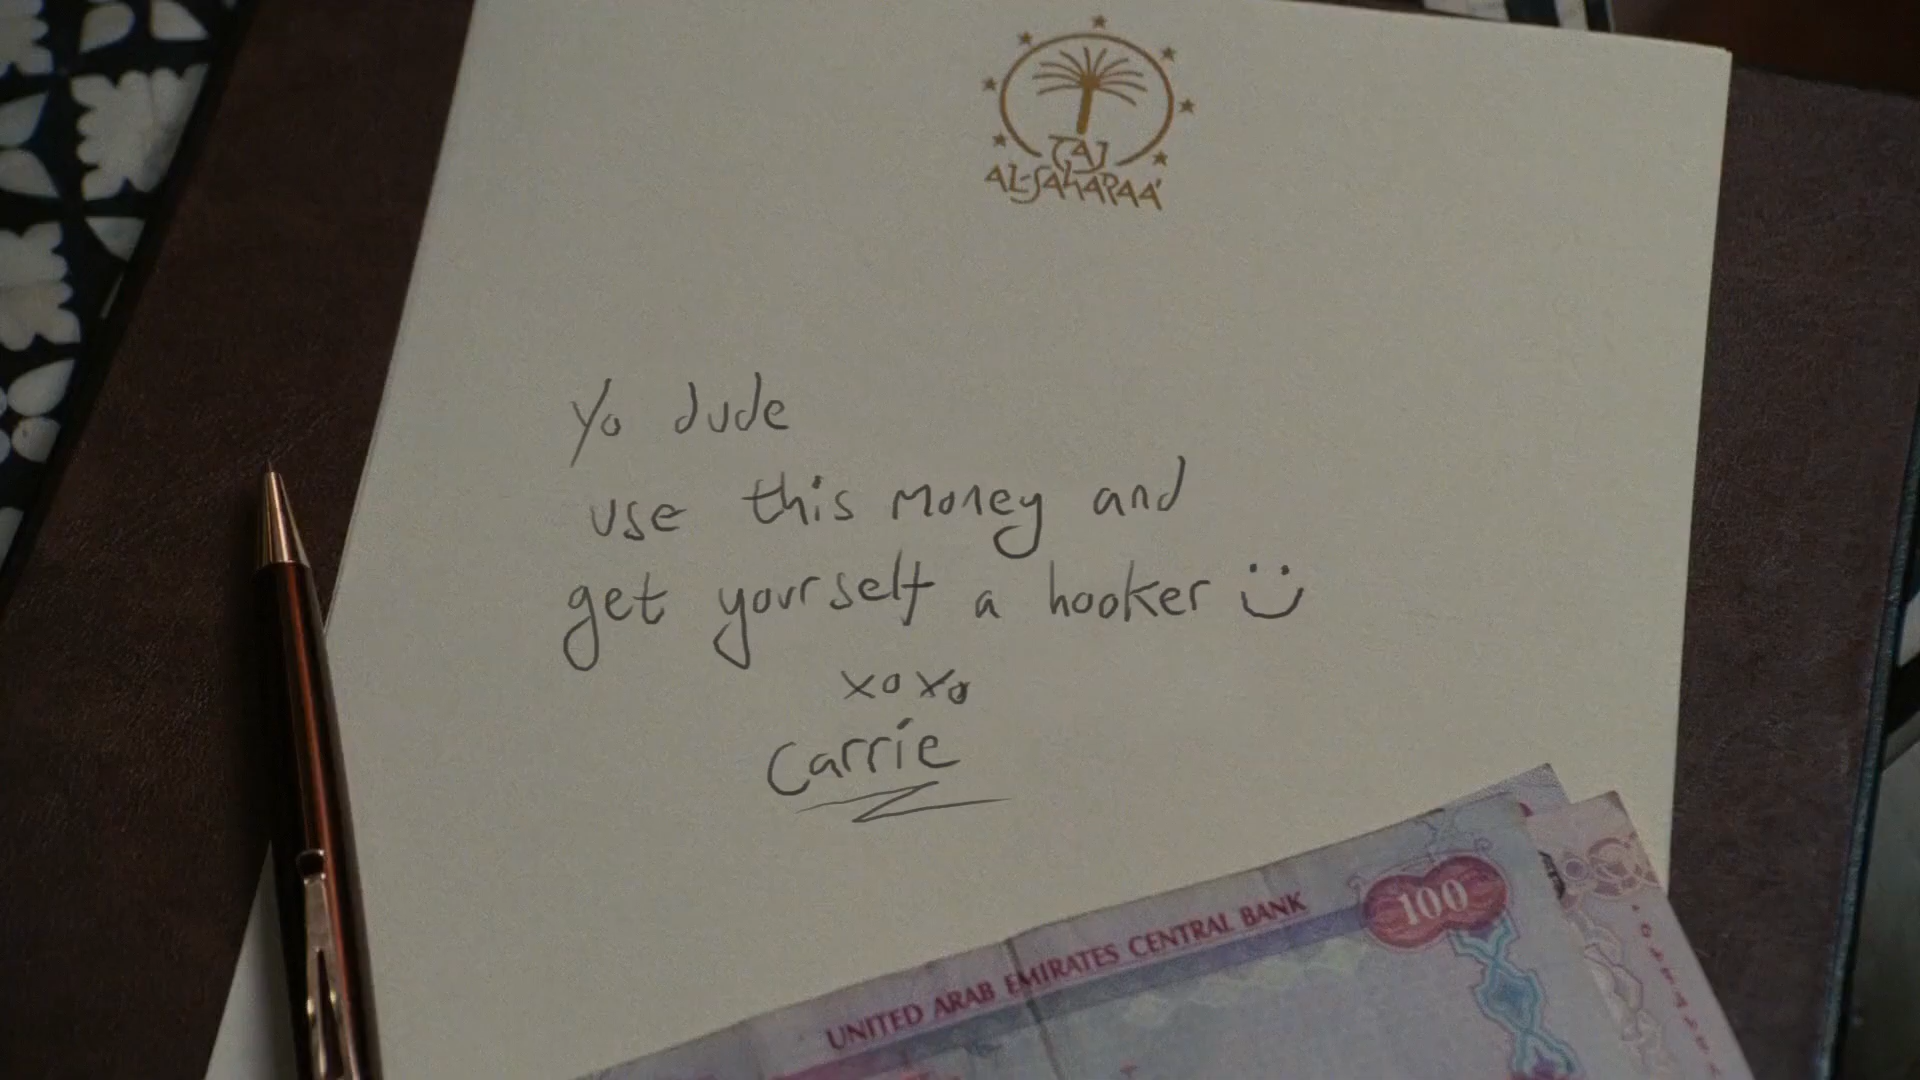 TAJ
AL-SAHARAA'
Yo dude
use this money and
get yourself a hooker
xoxo
Carrie
UNITED ARAB EMIRATES CENTRAL BANK
100